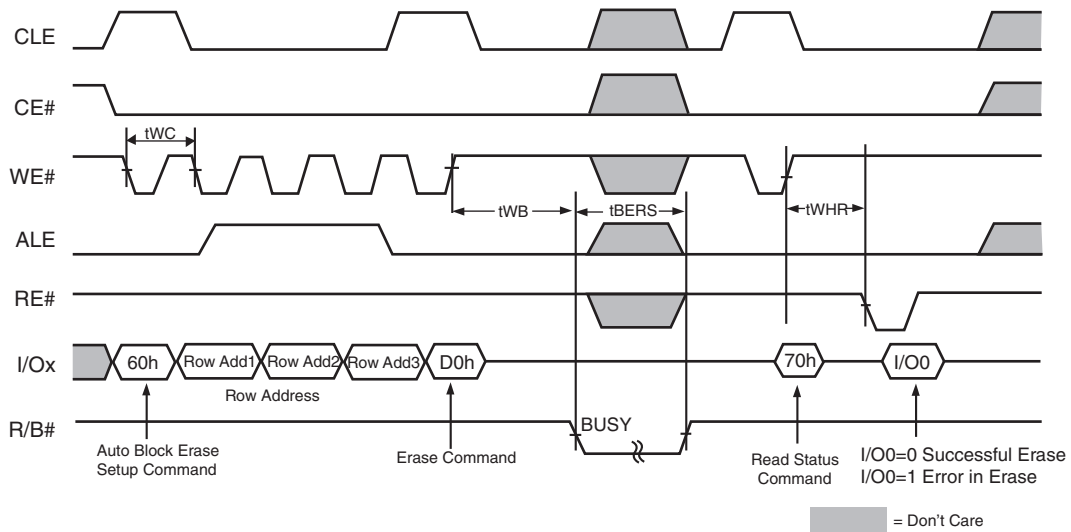 CLE
CE#
tWC
WE#
tWB
tBERS
tWHR
ALE
RE#
I/Ox
60h
Row Add1
Row Add2
Row Add3
D0h
70h
I/O0
Row Address
R/B#
BUSY
Auto Block Erase
Setup Command
Erase Command
Read Status
Command
I/O0=0 Successful Erase
I/O0=1 Error in Erase
= Don't Care